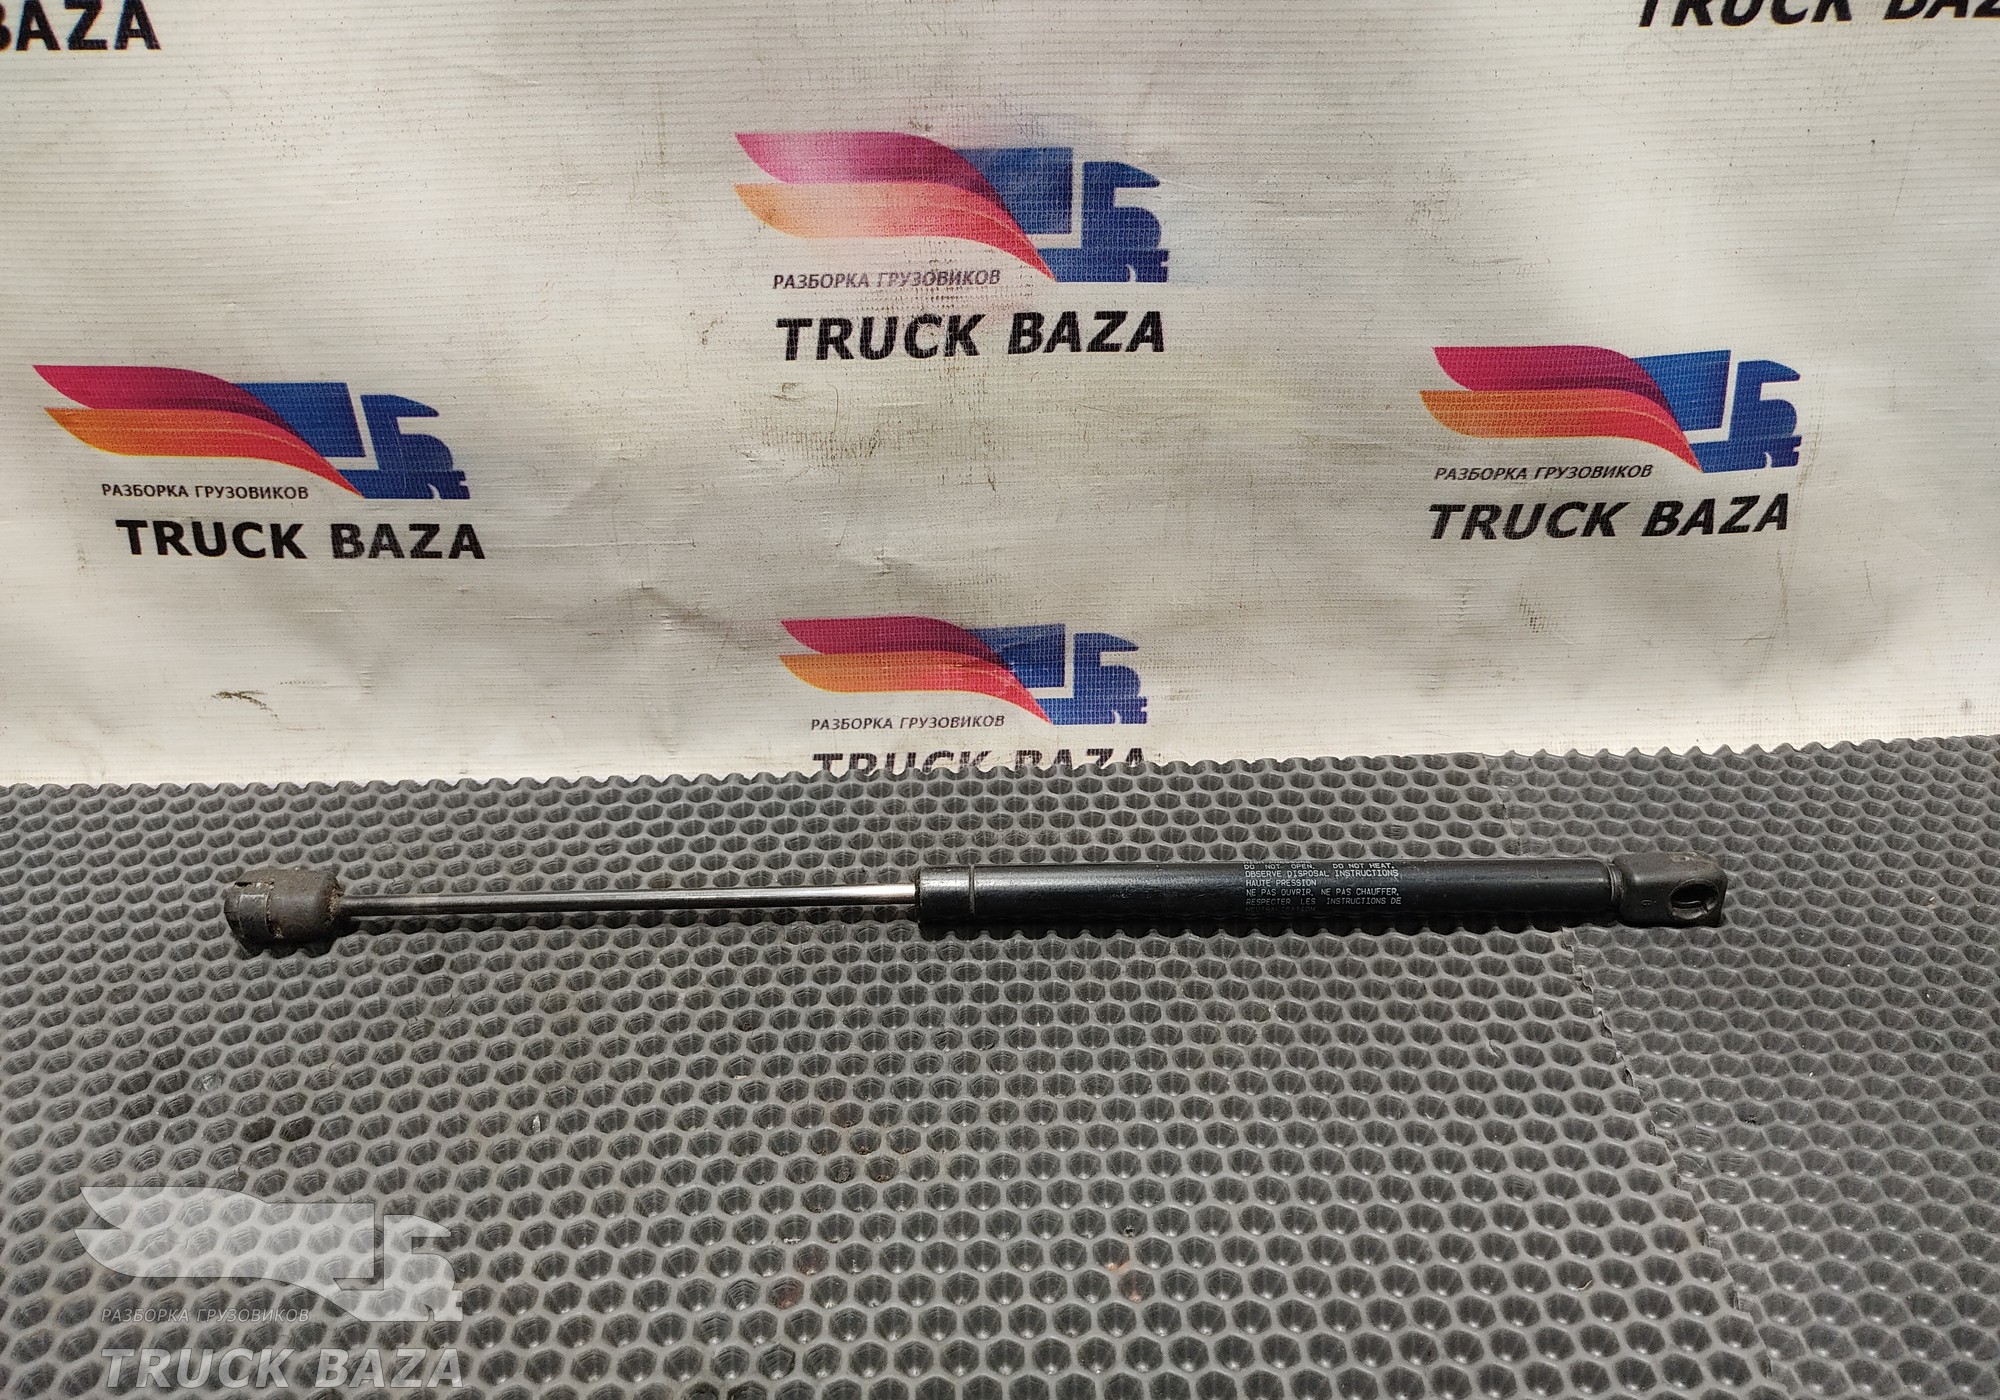 BAZA
TRUCK BAZA
РАЗБОРКА ГРУЗОВИКОВ
TRUCK BAZA
РАЗБОРКА ГРУЗОВИКОВ
TRUCK BAZA
РАЗБОРКА ГРУЗОВИКОВ
TRUCK BAZA
РАЗБОРКА ГРУЗОВИКОВ
TRUCK BAZA
DO NOT OPEN. DO NOT HEAT.
OBSERVE DISPOSAL INSTRUCTIONS
HAUTE PRESSION
NE PAS OUVRIR, NE PAS CHAUFFER,
RESPECTER LES INSTRUCTIONS DE
РАЗБОРКА ГРУЗОВИКОВ
TRUCK BAZA